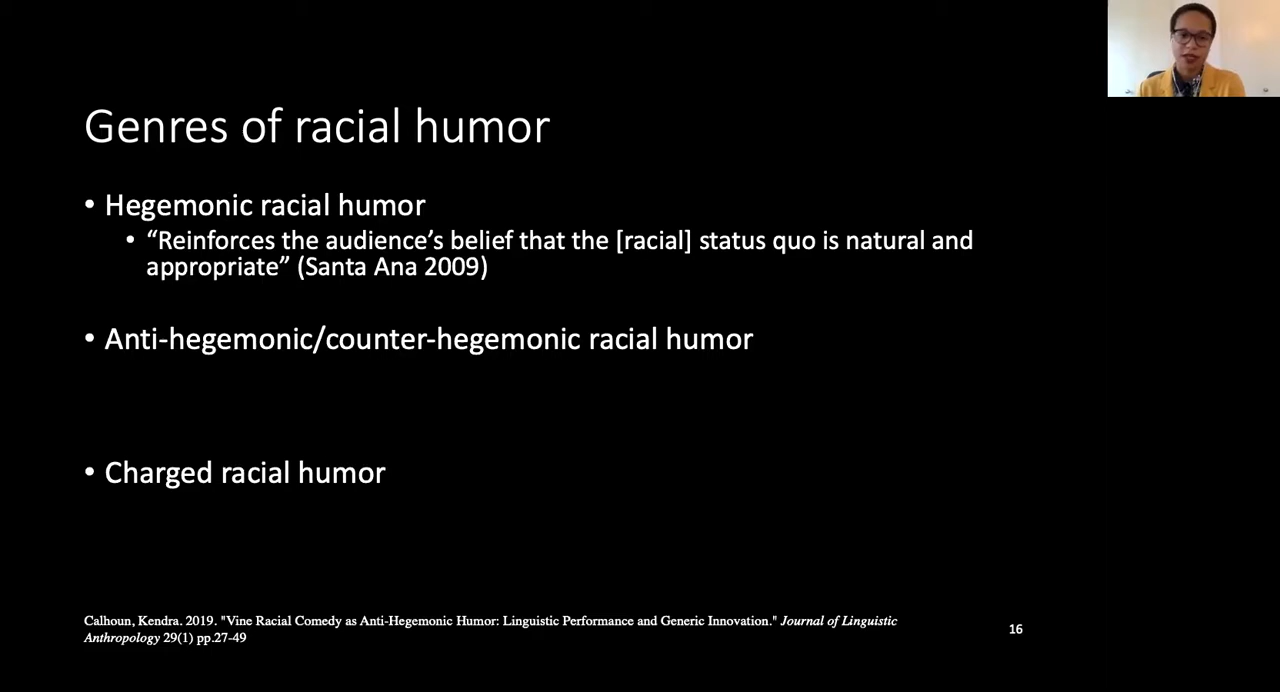 Genres of racial humor
• Hegemonic racial humor
• “Reinforces the audience’s belief that the [racial] status quo is natural and
appropriate” (Santa Ana 2009)
• Anti-hegemonic/counter-hegemonic racial humor
• Charged racial humor
Calhoun, Kendra. 2019. "Vine Racial Comedy as Anti-Hegemonic Humor: Linguistic Performance and Generic Innovation." Journal of Linguistic
Anthropology 29(1) pp.27-49
16